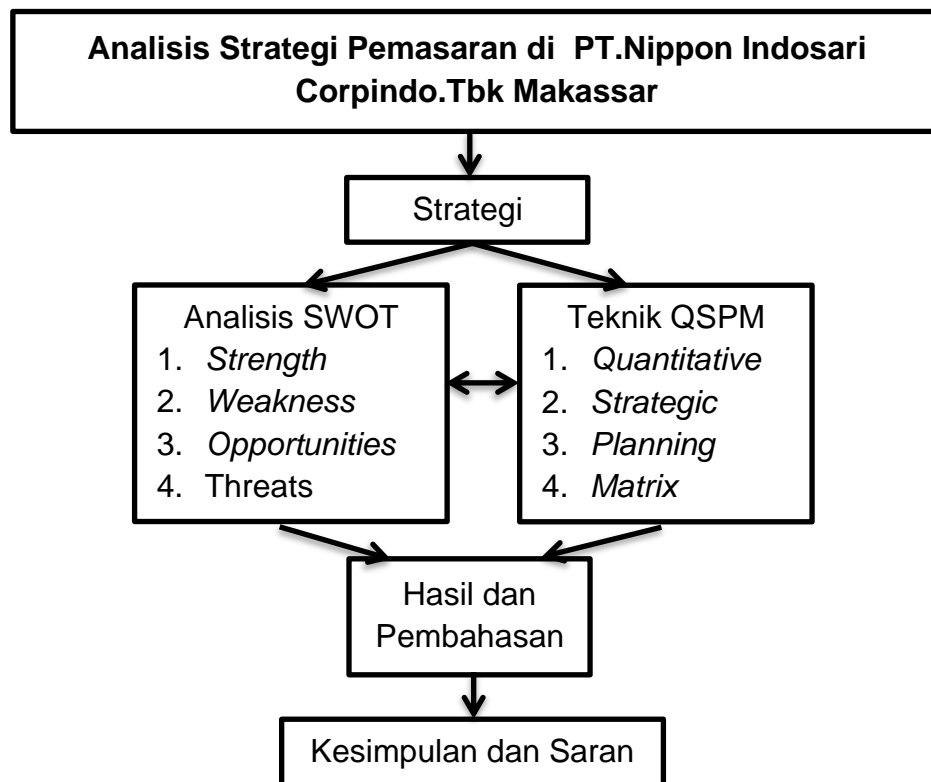 Analisis Strategi Pemasaran di PT.Nippon Indosari
Corpindo.Tbk Makassar
Strategi
Analisis SWOT
1. Strength
2. Weakness
3. Opportunities
4. Threats
Teknik QSPM
1. Quantitative
2. Strategic
3. Planning
4. Matrix
Hasil dan
Pembahasan
Kesimpulan dan Saran